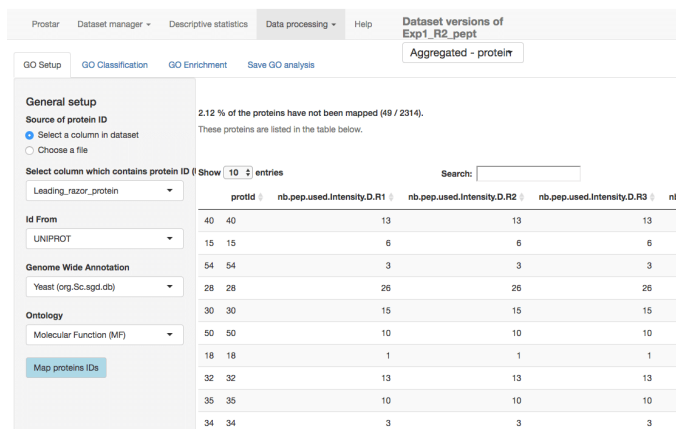 Prostar Dataset manager Descriptive statistics Data processing Help Dataset versions of
Exp1_R2_pept
Aggregated - protein
GO Setup GO Classification GO Enrichment Save GO analysis
General setup
Source of protein ID
Select a column in dataset
Choose a file
Select column which contains protein ID (
Leading_razor_protein
Id From
UNIPROT
Genome Wide Annotation
Yeast (org.Sc.sgd.db)
Ontology
Molecular Function (MF)
Map proteins IDs
2.12 % of the proteins have not been mapped (49 / 2314).
These proteins are listed in the table below.
Show 10 entries Search:
protId nb.pep.used.Intensity.D.R1 nb.pep.used.Intensity.D.R2 nb.pep.used.Intensity.D.R3
40 40 13 13 13
15 15 6 6 6
54 54 3 3 3
28 28 26 26 26
30 30 15 15 15
50 50 10 10 10
18 18 1 1 1
32 32 13 13 13
35 35 10 10 10
34 34 3 3 3